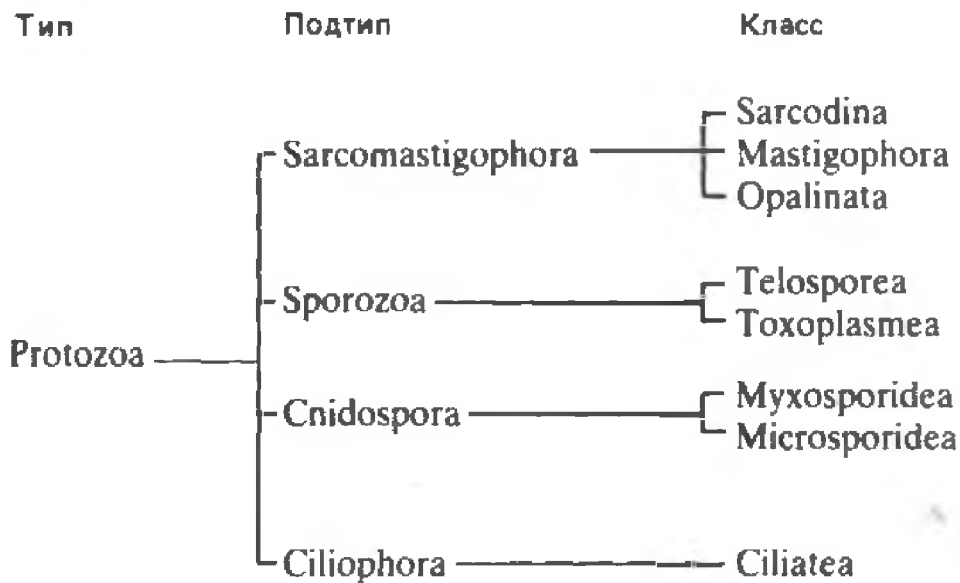 Тип Подтип Класс
Sarcodina
Sarcomastigophora Mastigophora
Opalinata
Telosporea
Sporozoa
Toxoplasmea
Protozoa
Myxosporidea
Cnidospora
Microsporidea
Ciliophora Ciliatea